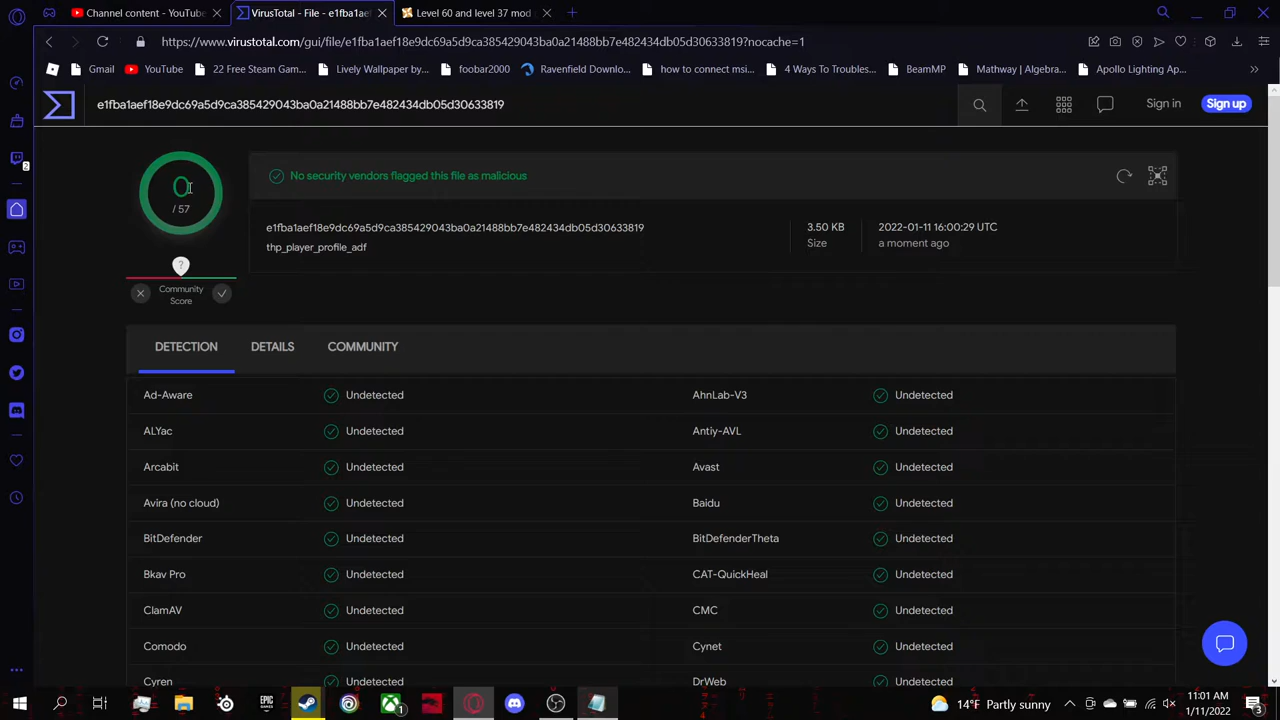 Channel content - YouTube
VirusTotal - File - e1fba1aef
Level 60 and level 37 mod
https://www.virustotal.com/gui/file/e1fba1aef18e9dc69a5d9ca385429043ba0a21488bb7e482434db05d30633819?nocache=1
Gmail
YouTube
22 Free Steam Gam...
Lively Wallpaper by...
foobar2000
Ravenfield Downlo...
how to connect msi...
4 Ways To Troubles...
BeamMP
Mathway | Algebra...
Apollo Lighting Ap...
e1fba1aef18e9dc69a5d9ca385429043ba0a21488bb7e482434db05d30633819
Sign in
Sign up
2
0
/ 57
No security vendors flagged this file as malicious
e1fba1aef18e9dc69a5d9ca385429043ba0a21488bb7e482434db05d30633819
thp_player_profile_adf
3.50 KB
Size
2022-01-11 16:00:29 UTC
a moment ago
?
Community
Score
DETECTION
DETAILS
COMMUNITY
Ad-Aware Undetected AhnLab-V3 Undetected
ALYac Undetected Antiy-AVL Undetected
Arcabit Undetected Avast Undetected
Avira (no cloud) Undetected Baidu Undetected
BitDefender Undetected BitDefenderTheta Undetected
Bkav Pro Undetected CAT-QuickHeal Undetected
ClamAV Undetected CMC Undetected
Comodo Undetected Cynet Undetected
Cyren Undetected DrWeb Undetected
EPIC
GAMES
1
14°F Partly sunny
11:01 AM
1/11/2022
3